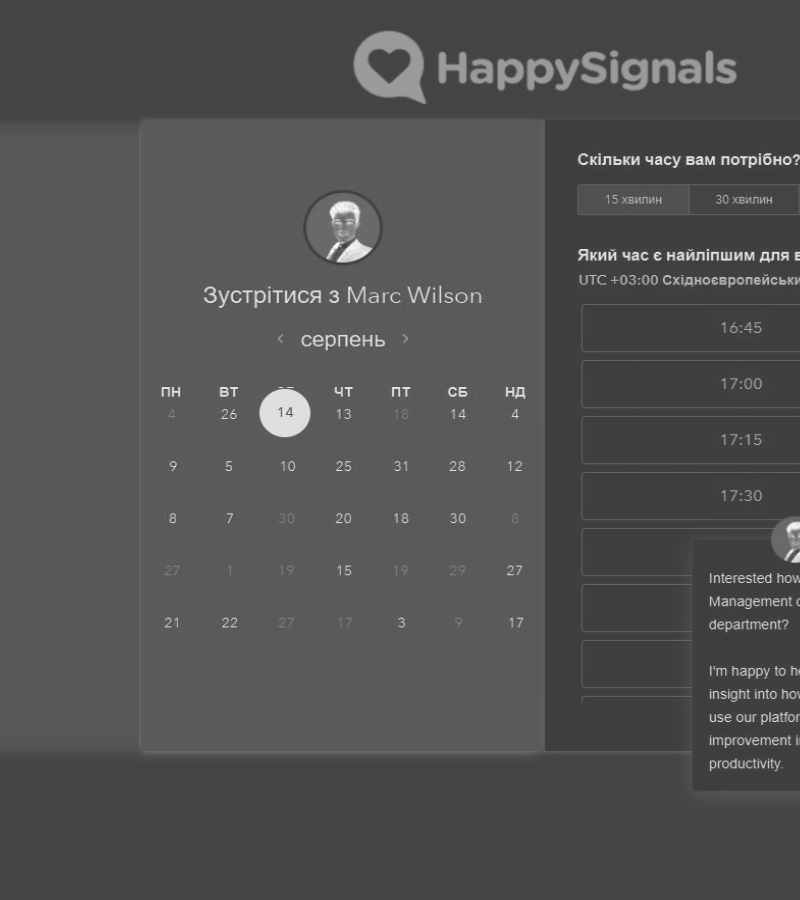 HappySignals
Зустрітися з Marc Wilson
серпень
ПН ВТ ЧТ ПТ СБ НД
4 26 14 13 18 14 4
9 5 10 25 31 28 12
8 7 30 20 18 30 8
27 1 19 15 19 29 27
21 22 27 17 3 9 17
Скільки часу вам потрібно?
15 хвилин 30 хвилин
Який час є найліпшим для
UTC +03:00
16:45
17:00
17:15
17:30
Interested how
Management
department?
I'm happy to
insight into how
use our
improvement
productivity.